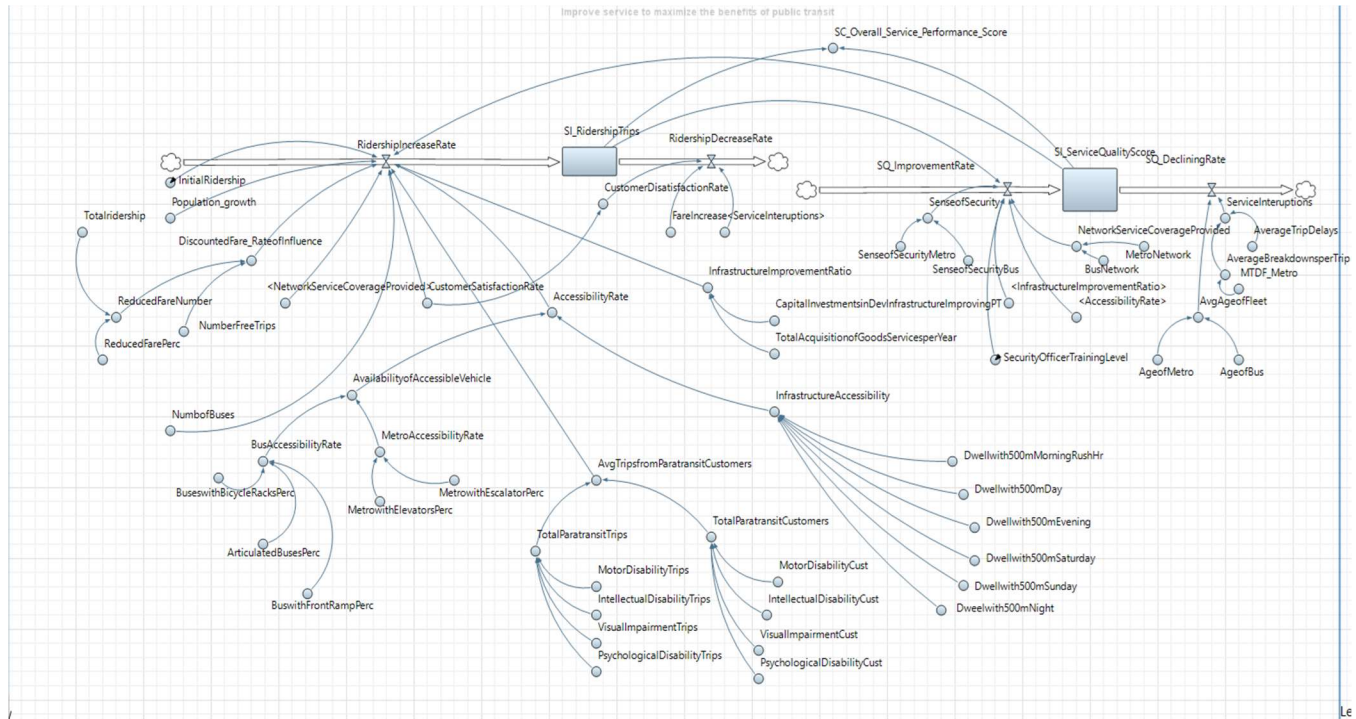 Improve service to maximize the benefits of public transit
SC_Overall_Service_Performance_Score
RidershipIncreaseRate
SI_RidershipTrips
RidershipDecreaseRate
SI_ServiceQualityScore
SQ_ImprovementRate
SQ_DecliningRate
InitialRidership
Population_growth
CustomerDisatisfactionRate
Totalridership
FareIncrease
<ServiceInteruptions>
SenseofSecurity
ServiceInteruptions
NetworkServiceCoverageProvided
AverageTripDelays
DiscountedFare_RateofInfluence
SenseofSecurityMetro
SenseofSecurityBus
MetroNetwork
BusNetwork
AverageBreakdownsperTrip
MTDF_Metro
<NetworkServiceCoverageProvided>
CustomerSatisfactionRate
InfrastructureImprovementRatio
<InfrastructureImprovementRatio>
<AccessibilityRate>
AccessibilityRate
ReducedFareNumber
CapitalInvestmentsinDevInfrastructureImprovingPT
AvgAgeofFleet
NumberFreeTrips
TotalAcquisitionofGoodsServicesperYear
ReducedFarePerc
SecurityOfficerTrainingLevel
AgeofMetro
AgeofBus
AvailabilityofAccessibleVehicle
InfrastructureAccessibility
NumbofBuses
BusAccessibilityRate
MetroAccessibilityRate
AvgTripsfromParatransitCustomers
Dwellwith500mMorningRushHr
BuseswithBicycleRacksPerc
MetrowithEscalatorPerc
Dwellwith500mDay
MetrowithElevatorsPerc
TotalParatransitTrips
TotalParatransitCustomers
Dwellwith500mEvening
ArticulatedBusesPerc
Dwellwith500mSaturday
MotorDisabilityTrips
MotorDisabilityCust
Dwellwith500mSunday
BuswithFrontRampPerc
IntellectualDisabilityTrips
IntellectualDisabilityCust
Dweelwith500mNight
VisualImpairmentTrips
VisualImpairmentCust
PsychologicalDisabilityTrips
PsychologicalDisabilityCust
Le